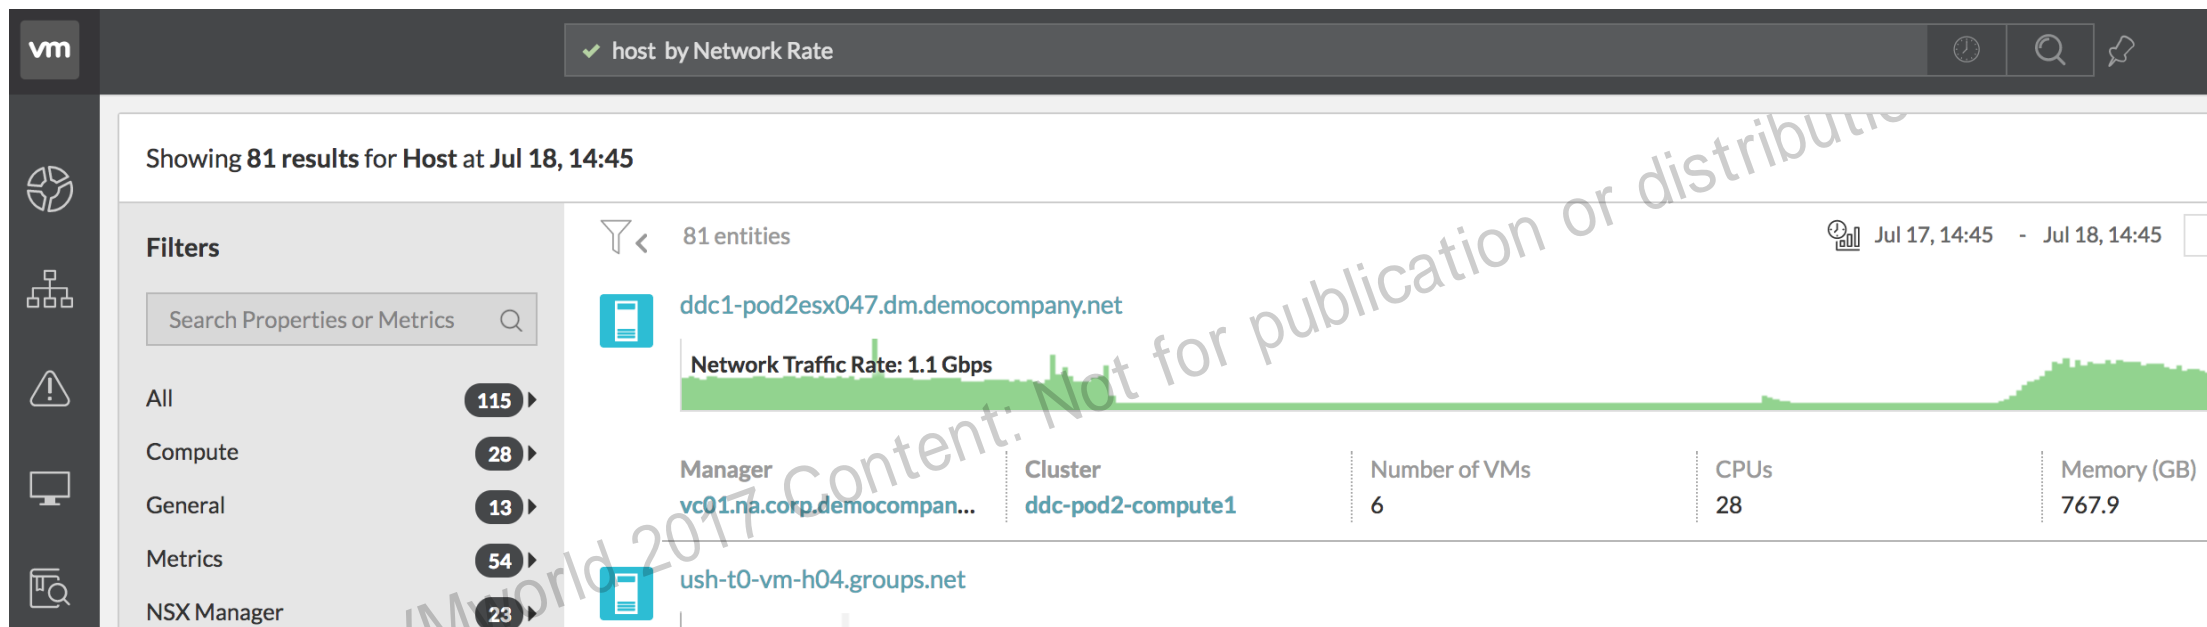 vm
host by Network Rate
Showing 81 results for Host at Jul 18, 14:45
Filters
Search Properties or Metrics
All 115
Compute 28
General 13
Metrics 54
NSX Manager 23
81 entities
Jul 17, 14:45 - Jul 18, 14:45
ddc1-pod2esx047.dm.democompany.net
Network Traffic Rate: 1.1 Gbps
Manager
vc01.na.corp.democompan...
Cluster
ddc-pod2-compute1
Number of VMs
6
CPUs
28
Memory (GB)
767.9
ush-t0-vm-h04.groups.net
VMworld 2017 Content: Not for publication or distributio